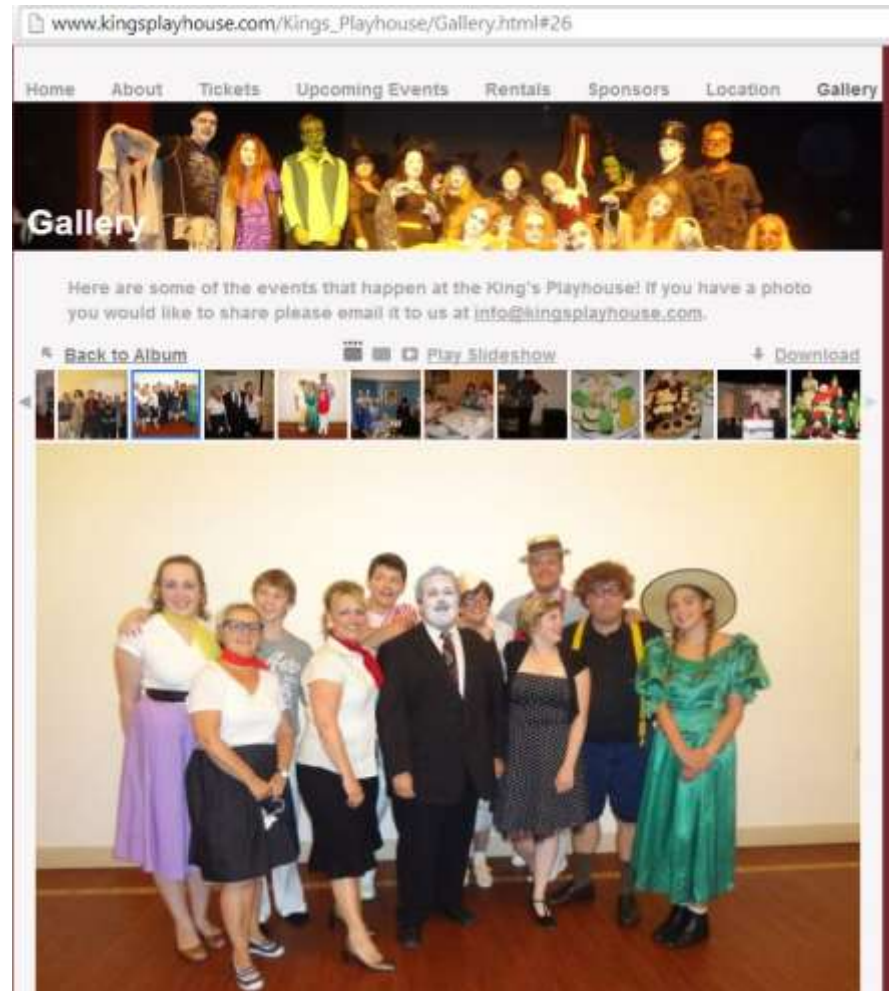 www.kingsplayhouse.com/Kings_Playhouse/Gallery.html#26
Home About Tickets Upcoming Events Rentals Sponsors Location Gallery
Gallery
Here are some of the events that happen at the King's Playhouse! If you have a photo
you would like to share please email it to us at info@kingsplayhouse.com.
Back to Album Play Slideshow Download